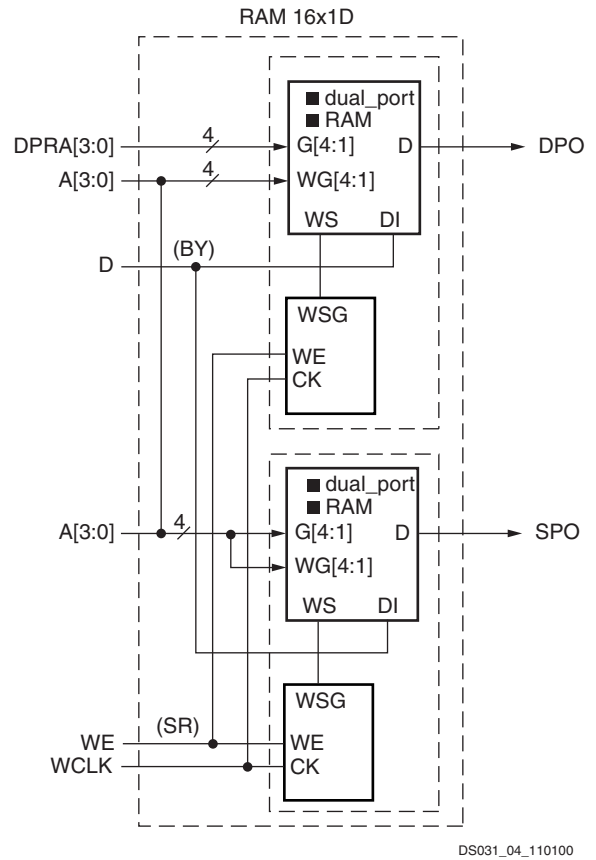 RAM 16x1D
■ dual_port
■ RAM
DPRA[3:0] 4 G[4:1] D DPO
A[3:0] 4 WG[4:1]
WS DI
D (BY)
WSG
WE
CK
■ dual_port
■ RAM
A[3:0] 4 G[4:1] D SPO
WG[4:1]
WS DI
WSG
WE (SR) WE
WCLK CK
DS031_04_110100